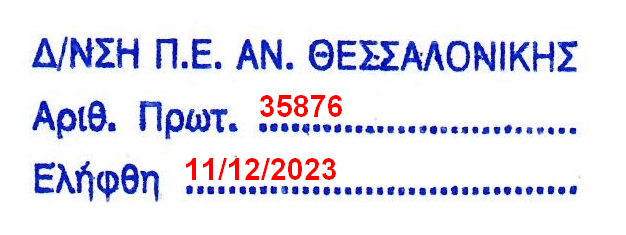 Δ/ΝΣΗ Π.Ε. ΑΝ. ΘΕΣΣΑΛΟΝΙΚΗΣ
Αριθ. Πρωτ. 35876
Ελήφθη 11/12/2023